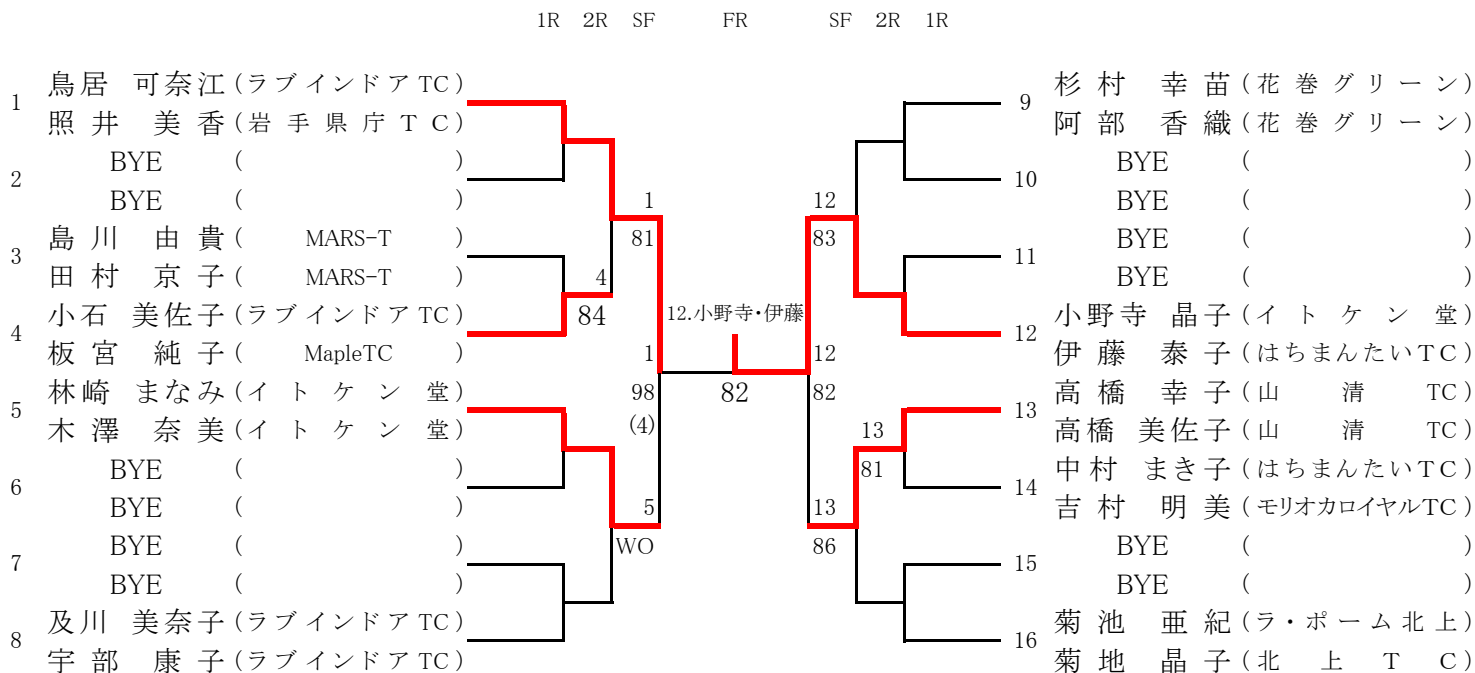 1R 2R SF FR SF 2R 1R
1
鳥居 可奈江(ラブインドアTC)
照井 美香(岩手県庁TC)
2
BYE ( )
BYE ( )
3
島川 由貴( MARS-T )
田村 京子( MARS-T )
4
小石 美佐子(ラブインドアTC)
板宮 純子( MapleTC )
5
林崎 まなみ(イトケン堂)
木澤 奈美(イトケン堂)
6
BYE ( )
BYE ( )
7
BYE ( )
BYE ( )
8
及川 美奈子(ラブインドアTC)
宇部 康子(ラブインドアTC)
4
84
1
81
5
WO
1
98
(4)
12.小野寺・伊藤
82
12
83
12
82
13
81
13
86
9
杉村 幸苗(花巻グリーン)
阿部 香織(花巻グリーン)
10
BYE ( )
BYE ( )
11
BYE ( )
BYE ( )
12
小野寺 晶子(イトケン堂)
伊藤 泰子(はちまんたいTC)
13
高橋 幸子(山清TC)
高橋 美佐子(山清TC)
14
中村 まき子(はちまんたいTC)
吉村 明美(モリオカロイヤルTC)
15
BYE ( )
BYE ( )
16
菊池 亜紀(ラ・ポーム北上)
菊地 晶子(北上TC)